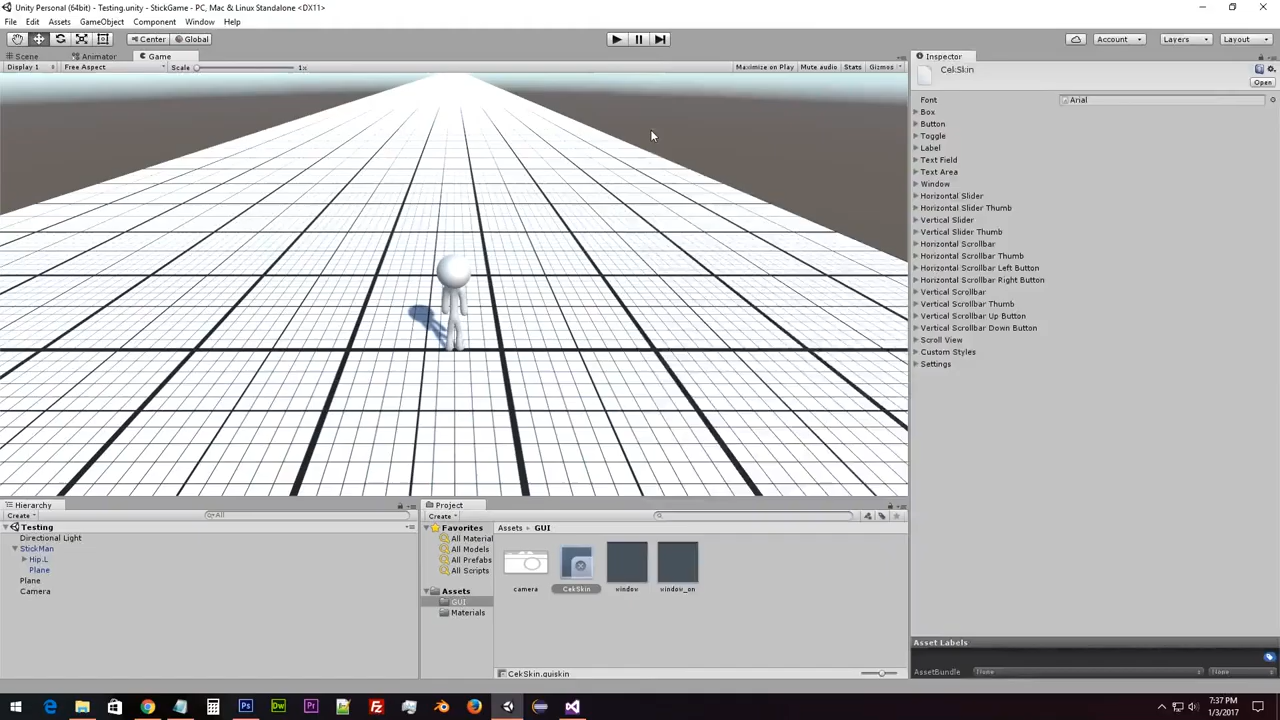 Unity Personal (64bit) - Testing.unity - StickGame - PC, Mac & Linux Standalone <DX11>
File Edit Assets GameObject Component Window Help
Center Global Account Layers Layout
Scene Animator Game Inspector
Display 1 Free Aspect Scale 1x Maximize on Play Mute audio Stats Gizmos
CekSkin
Open
Font Arial
Box
Button
Toggle
Label
Text Field
Text Area
Window
Horizontal Slider
Horizontal Slider Thumb
Vertical Slider
Vertical Slider Thumb
Horizontal Scrollbar
Horizontal Scrollbar Thumb
Horizontal Scrollbar Left Button
Horizontal Scrollbar Right Button
Vertical Scrollbar
Vertical Scrollbar Thumb
Vertical Scrollbar Up Button
Vertical Scrollbar Down Button
Scroll View
Custom Styles
Settings
Hierarchy
Create All
Testing
Directional Light
StickMan
Hip.L
Plane
Plane
Camera
Project
Create
Favorites
All Material
All Models
All Prefabs
All Scripts
Assets
GUI
Materials
Assets GUI
camera CekSkin window window_on
CekSkin.guiskin
Asset Labels
AssetBundle None None
7:37 PM
1/3/2017